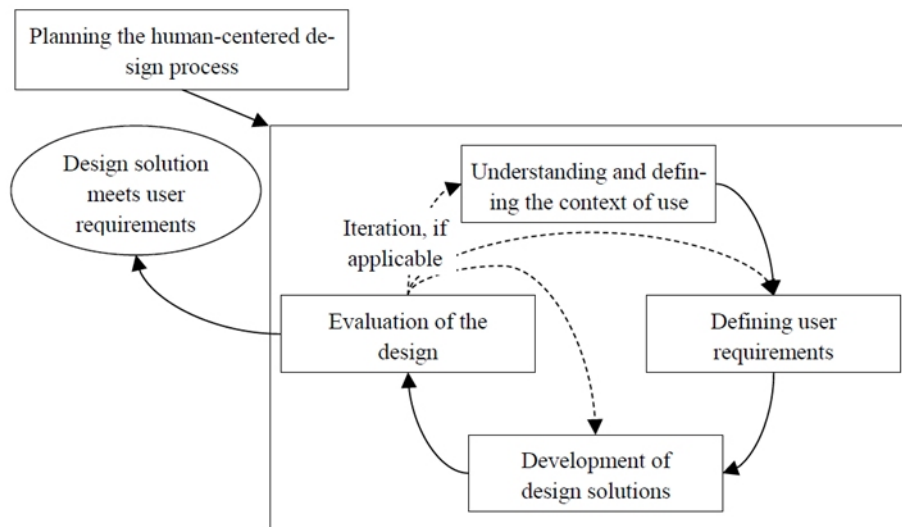 Planning the human-centered de-
sign process
Design solution
meets user
requirements
Understanding and defin-
ing the context of use
Iteration, if
applicable
Evaluation of the
design
Defining user
requirements
Development of
design solutions